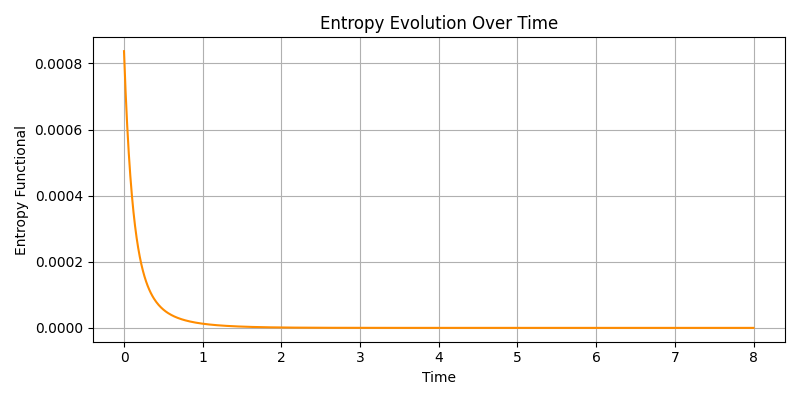 Entropy Evolution Over Time
Entropy Functional
0.0008
0.0006
0.0004
0.0002
0.0000
0 1 2 3 4 5 6 7 8
Time